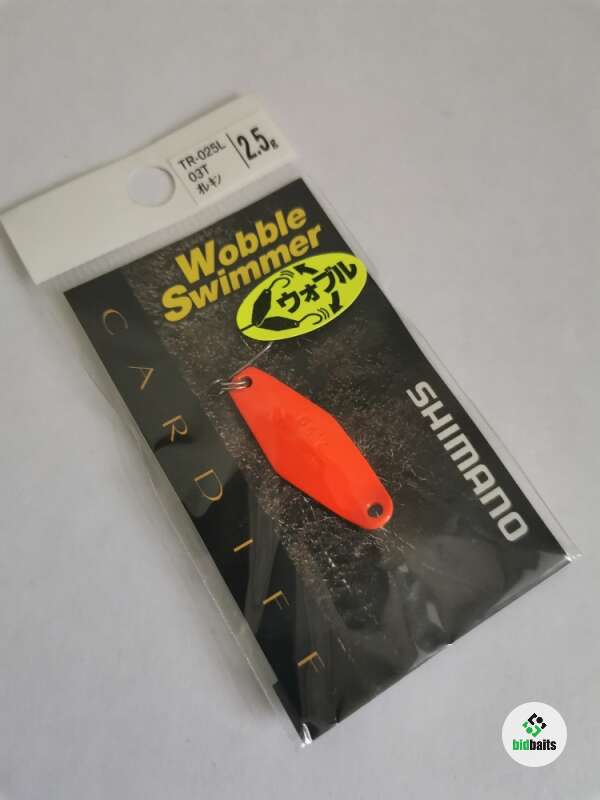 TR-025L
03T
オレキン
2.5g
Wobble
Swimmer
ウォブル
CARDIFF
SHIMANO
bidbaits